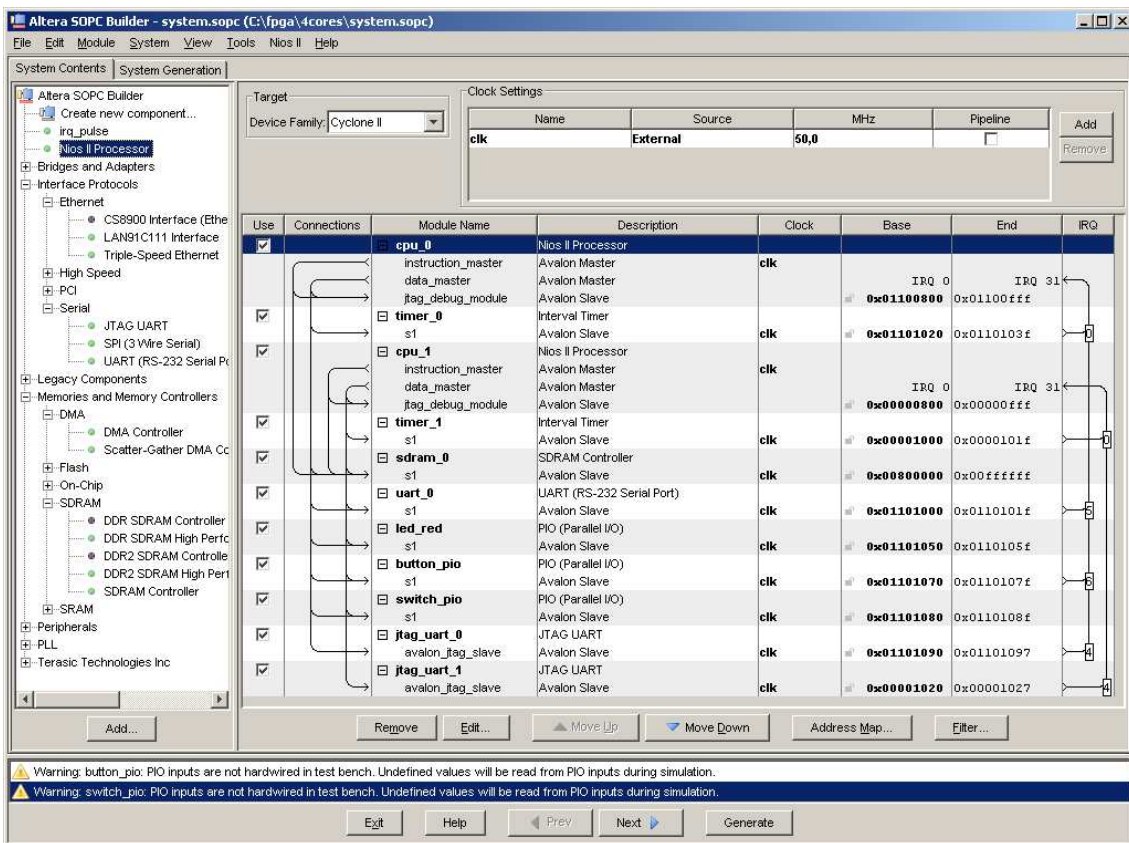 Altera SOPC Builder - system.sopc (C:\fpga\4cores\system.sopc)
File Edit Module System View Tools Nios II Help
System Contents System Generation
Altera SOPC Builder
Create new component...
irq_pulse
Nios II Processor
Bridges and Adapters
Interface Protocols
Ethernet
CS8900 Interface (Ethe
LAN91C111 Interface
Triple-Speed Ethernet
High Speed
PCI
Serial
JTAG UART
SPI (3 Wire Serial)
UART (RS-232 Serial Po
Legacy Components
Memories and Memory Controllers
DMA
DMA Controller
Scatter-Gather DMA Co
Flash
On-Chip
SDRAM
DDR SDRAM Controller
DDR SDRAM High Perfo
DDR2 SDRAM Controlle
DDR2 SDRAM High Perf
SDRAM Controller
SRAM
Peripherals
PLL
Terasic Technologies Inc
Add...
Target
Device Family: Cyclone II
Clock Settings
Name Source MHz Pipeline
clk External 50,0
Add
Remove
Use Connections Module Name Description Clock Base End IRQ
cpu_0 Nios II Processor
instruction_master Avalon Master clk
data_master Avalon Master IRQ 0 IRQ 31
jtag_debug_module Avalon Slave 0x01100800 0x01100fff
timer_0 Interval Timer
s1 Avalon Slave clk 0x01101020 0x0110103f 0
cpu_1 Nios II Processor
instruction_master Avalon Master clk
data_master Avalon Master IRQ 0 IRQ 31
jtag_debug_module Avalon Slave 0x00000800 0x00000fff
timer_1 Interval Timer
s1 Avalon Slave clk 0x00001000 0x0000101f 0
sdram_0 SDRAM Controller
s1 Avalon Slave clk 0x00800000 0x00ffffff
uart_0 UART (RS-232 Serial Port)
s1 Avalon Slave clk 0x01101000 0x0110101f 5
led_red PIO (Parallel I/O)
s1 Avalon Slave clk 0x01101050 0x0110105f
button_pio PIO (Parallel I/O)
s1 Avalon Slave clk 0x01101070 0x0110107f 6
switch_pio PIO (Parallel I/O)
s1 Avalon Slave clk 0x01101080 0x0110108f
jtag_uart_0 JTAG UART
avalon_jtag_slave Avalon Slave clk 0x01101090 0x01101097 4
jtag_uart_1 JTAG UART
avalon_jtag_slave Avalon Slave clk 0x00001020 0x00001027 4
Remove Edit... Move Up Move Down Address Map... Filter...
Warning: button_pio: PIO inputs are not hardwired in test bench. Undefined values will be read from PIO inputs during simulation.
Warning: switch_pio: PIO inputs are not hardwired in test bench. Undefined values will be read from PIO inputs during simulation.
Exit Help Prev Next Generate